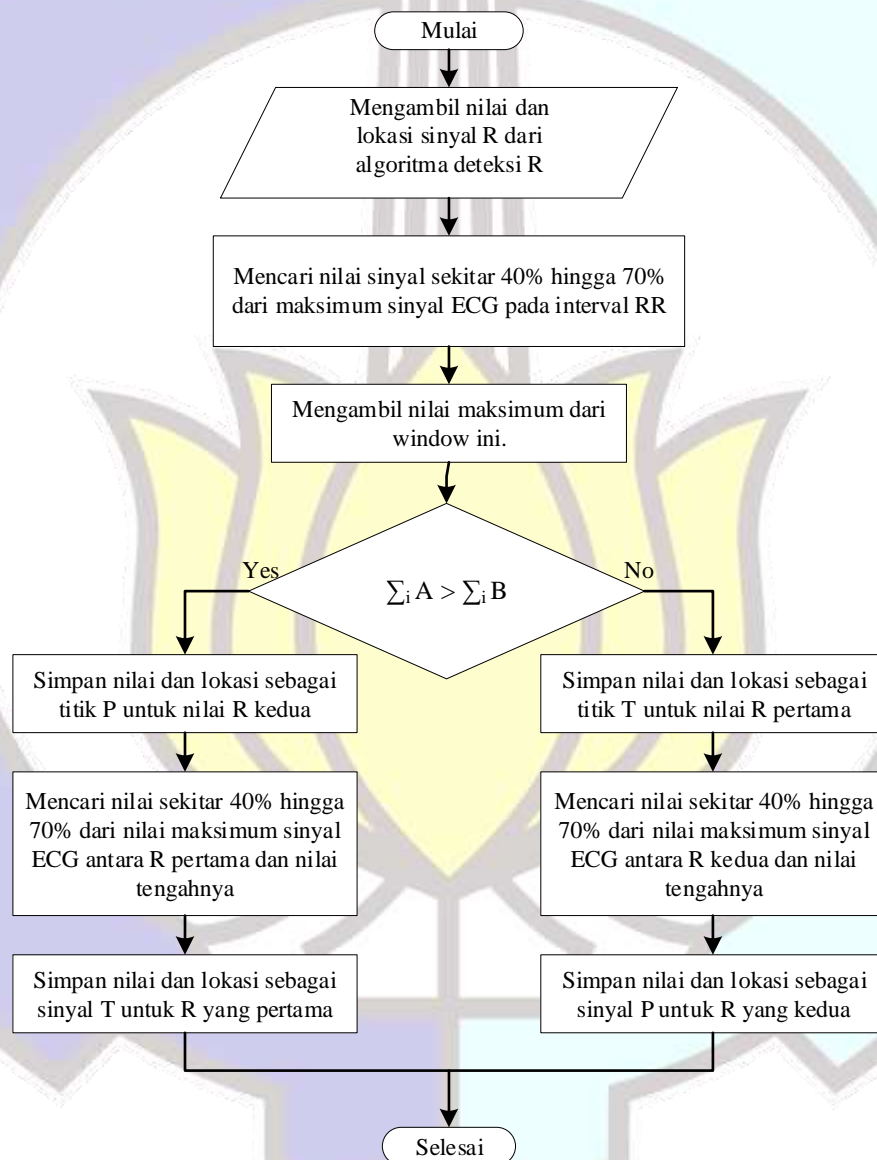 Mulai
Mengambil nilai dan
lokasi sinyal R dari
algoritma deteksi R
Mencari nilai sinyal sekitar 40% hingga 70%
dari maksimum sinyal ECG pada interval RR
Mengambil nilai maksimum dari
window ini.
Yes
∑i A > ∑i B
No
Simpan nilai dan lokasi sebagai
titik P untuk nilai R kedua
Mencari nilai sekitar 40% hingga
70% dari nilai maksimum sinyal
ECG antara R pertama dan nilai
tengahnya
Simpan nilai dan lokasi sebagai
sinyal T untuk R yang pertama
Simpan nilai dan lokasi sebagai
titik T untuk nilai R pertama
Mencari nilai sekitar 40% hingga
70% dari nilai maksimum sinyal
ECG antara R kedua dan nilai
tengahnya
Simpan nilai dan lokasi sebagai
sinyal P untuk R yang kedua
Selesai